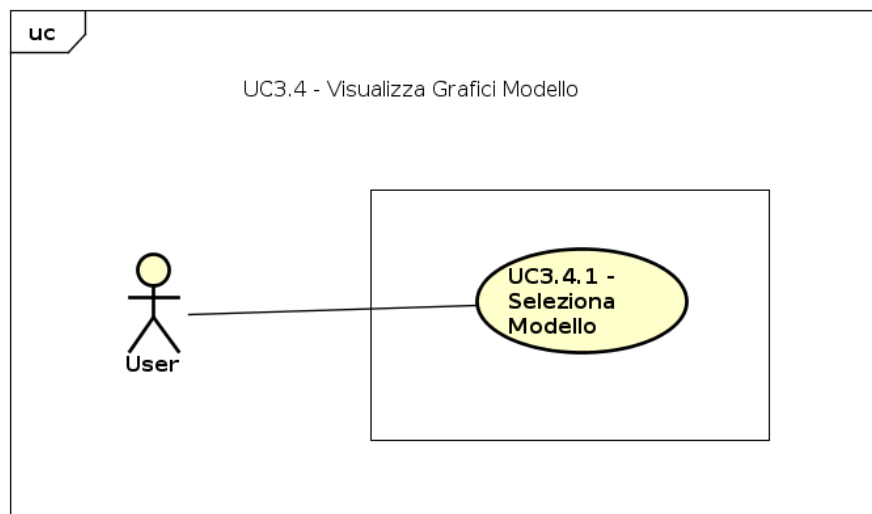 uc
UC3.4 - Visualizza Grafici Modello
UC3.4.1 -
Seleziona
Modello
User